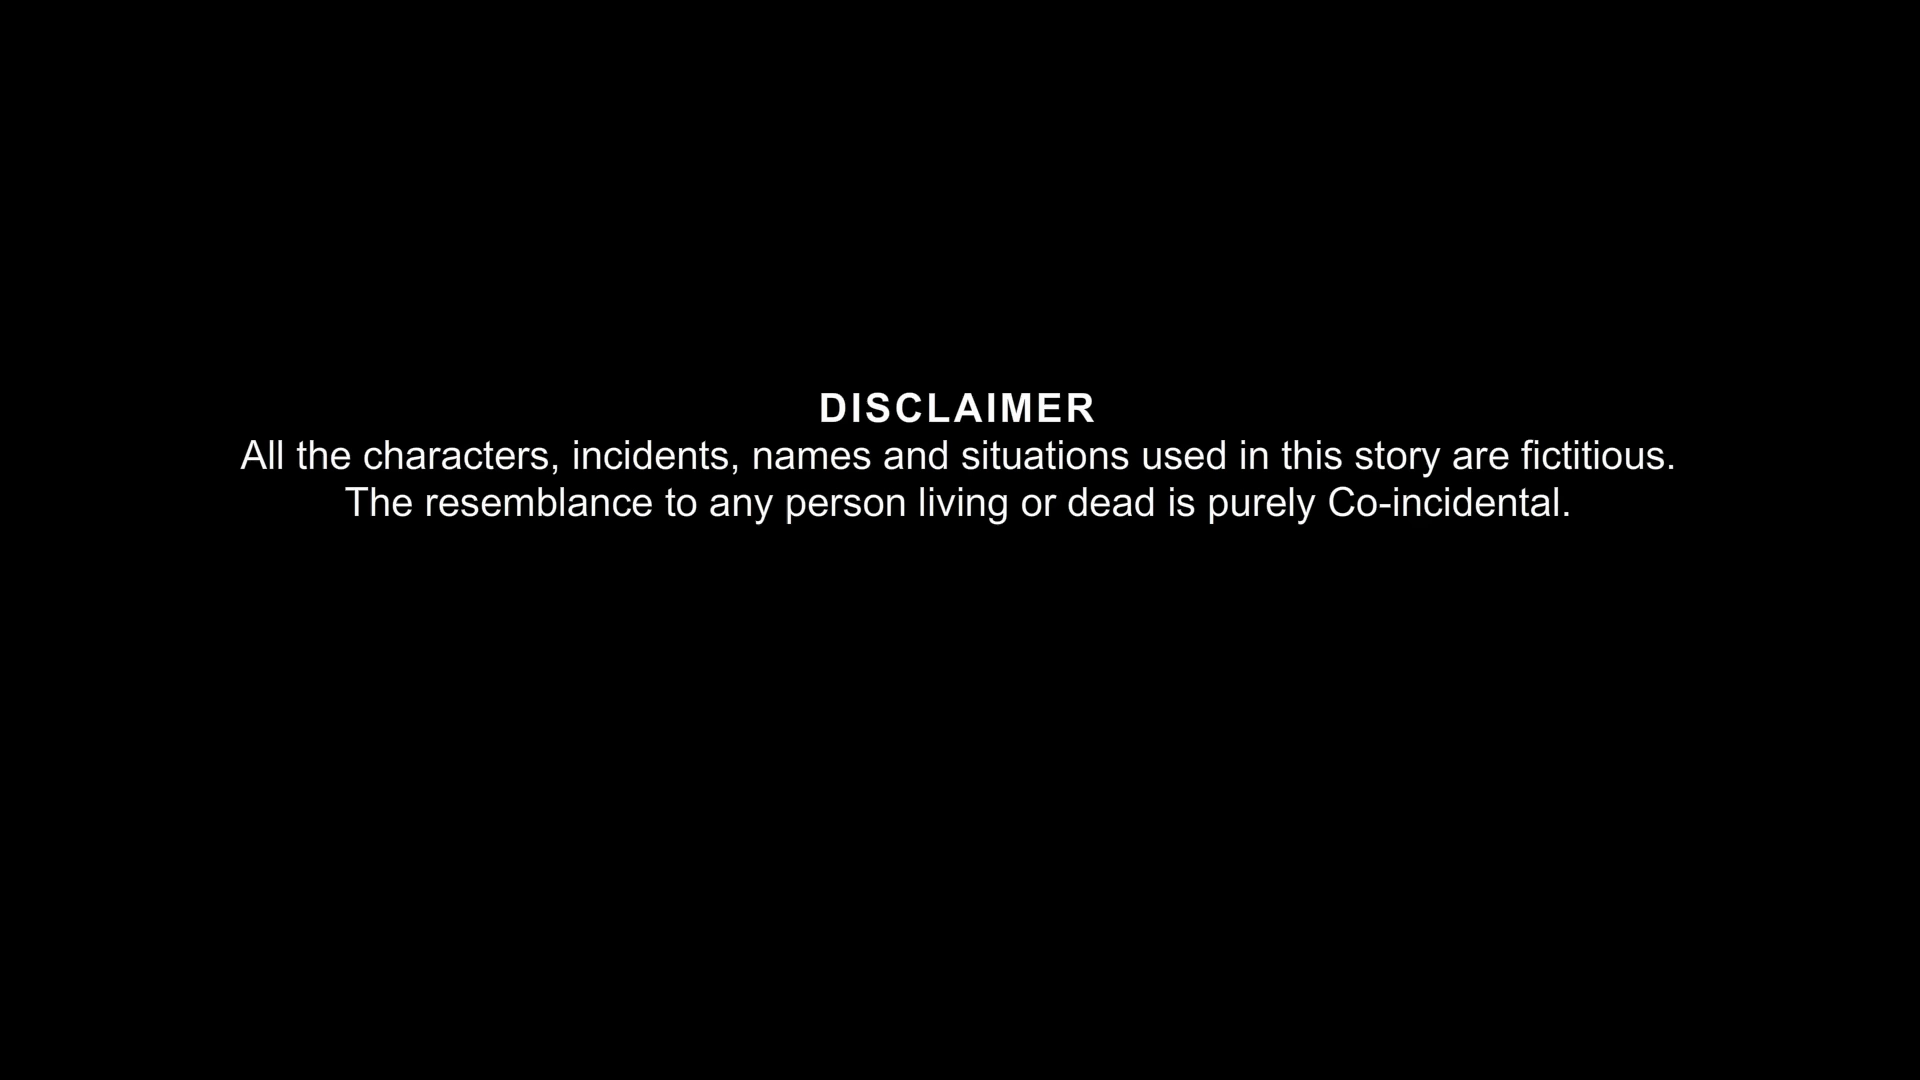 DISCLAIMER
All the characters, incidents, names and situations used in this story are fictitious.
The resemblance to any person living or dead is purely Co-incidental.